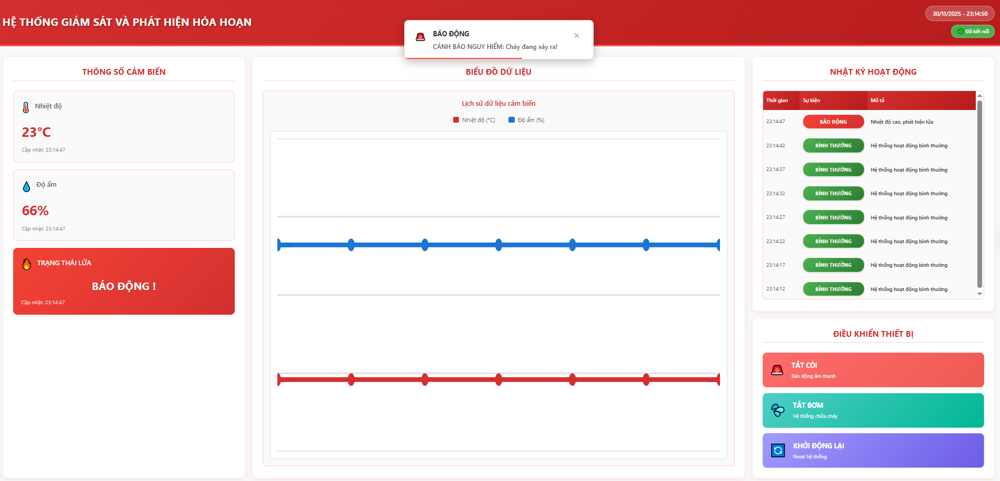 HỆ THỐNG GIÁM SÁT VÀ PHÁT HIỆN HỎA HOẠN
30/11/2025 - 23:14:50
Đã kết nối
BÁO ĐỘNG
CẢNH BÁO NGUY HIỂM: Cháy đang xảy ra!
THÔNG SỐ CẢM BIẾN
Nhiệt độ
23°C
Cập nhật: 23:14:47
Độ ẩm
66%
Cập nhật: 23:14:47
TRẠNG THÁI LỬA
BÁO ĐỘNG !
Cập nhật: 23:14:47
BIỂU ĐỒ DỮ LIỆU
Lịch sử dữ liệu cảm biến
Nhiệt độ (°C) Độ ẩm (%)
NHẬT KÝ HOẠT ĐỘNG
Thời gian Sự kiện Mô tả
23:14:47 BÁO ĐỘNG Nhiệt độ cao, phát hiện lửa
23:14:42 BÌNH THƯỜNG Hệ thống hoạt động bình thường
23:14:37 BÌNH THƯỜNG Hệ thống hoạt động bình thường
23:14:32 BÌNH THƯỜNG Hệ thống hoạt động bình thường
23:14:27 BÌNH THƯỜNG Hệ thống hoạt động bình thường
23:14:22 BÌNH THƯỜNG Hệ thống hoạt động bình thường
23:14:17 BÌNH THƯỜNG Hệ thống hoạt động bình thường
23:14:12 BÌNH THƯỜNG Hệ thống hoạt động bình thường
ĐIỀU KHIỂN THIẾT BỊ
TẮT CÒI
Báo động âm thanh
TẮT BƠM
Hệ thống chữa cháy
KHỞI ĐỘNG LẠI
Reset hệ thống